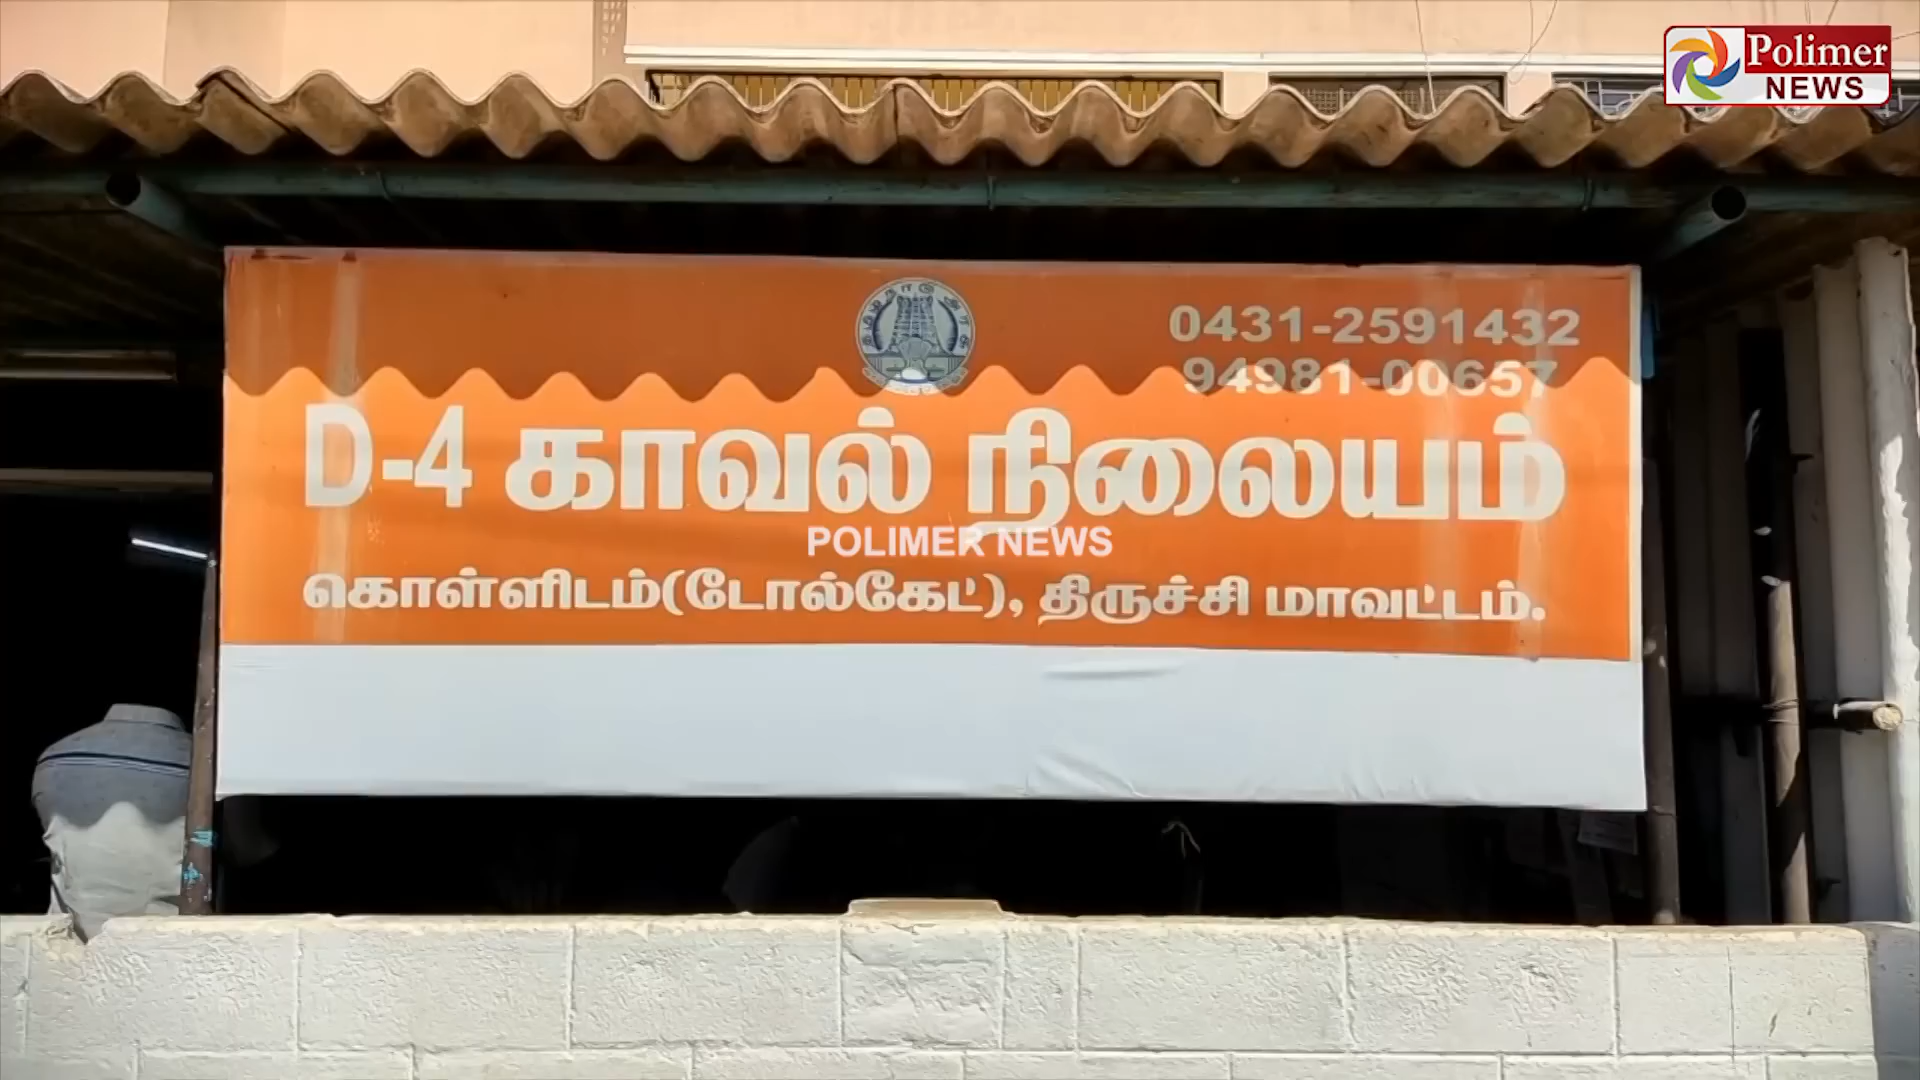 Polimer
NEWS
0431-2591432
94981-00657
D-4 காவல் நிலையம்
POLIMER NEWS
கொள்ளிடம்(டோல்கேட்), திருச்சி மாவட்டம்.